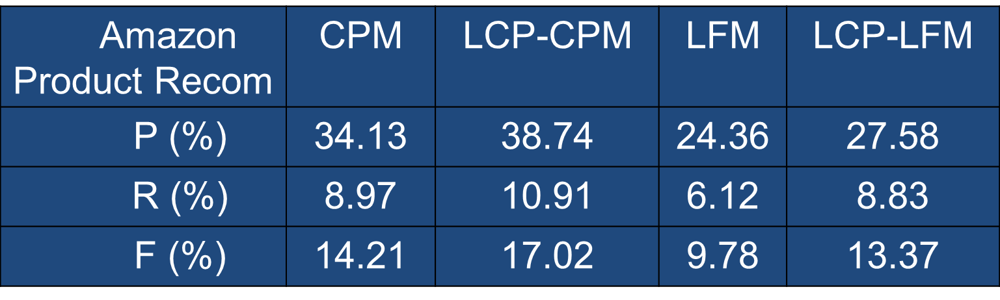 Amazon CPM LCP-CPM LFM LCP-LFM
Product Recom
P (%) 34.13 38.74 24.36 27.58
R (%) 8.97 10.91 6.12 8.83
F (%) 14.21 17.02 9.78 13.37